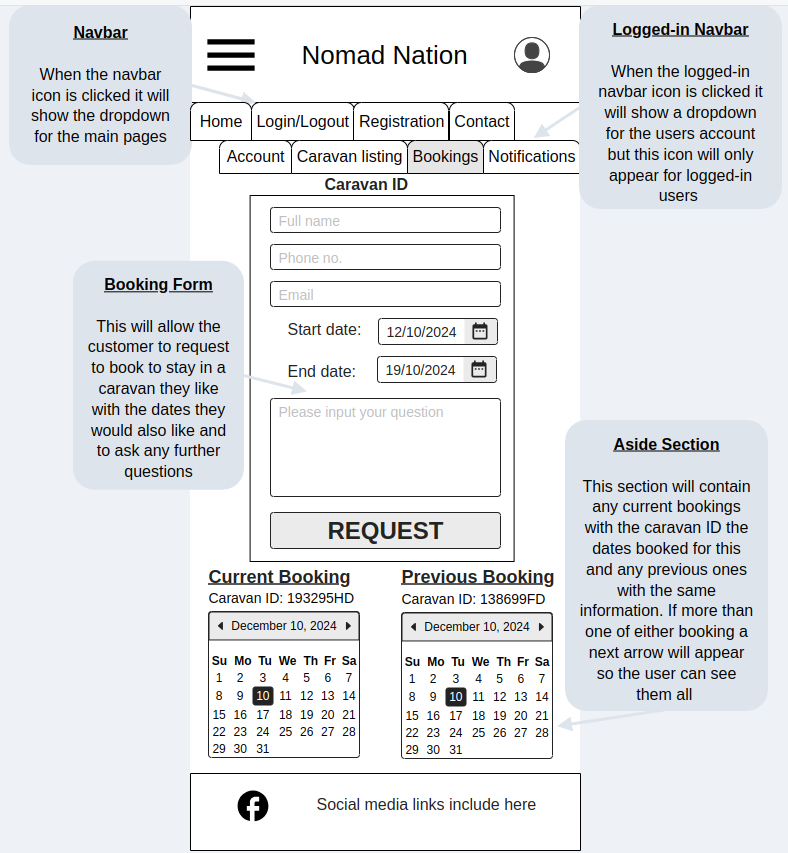 Navbar
When the navbar
icon is clicked it will
show the dropdown
for the main pages
Nomad Nation
Logged-in Navbar
When the logged-in
navbar icon is clicked it
will show a dropdown
for the users account
but this icon will only
appear for logged-in
users
Home Login/Logout Registration Contact
Account Caravan listing Bookings Notifications
Caravan ID
Full name
Phone no.
Email
Start date: 12/10/2024
End date: 19/10/2024
Please input your question
REQUEST
Booking Form
This will allow the
customer to request
to book to stay in a
caravan they like
with the dates they
would also like and
to ask any further
questions
Aside Section
This section will contain
any current bookings
with the caravan ID the
dates booked for this
and any previous ones
with the same
information. If more than
one of either booking a
next arrow will appear
so the user can see
them all
Current Booking
Caravan ID: 193295HD
December 10, 2024
Su Mo Tu We Th Fr Sa
1 2 3 4 5 6 7
8 9 10 11 12 13 14
15 16 17 18 19 20 21
22 23 24 25 26 27 28
29 30 31
Previous Booking
Caravan ID: 138699FD
December 10, 2024
Su Mo Tu We Th Fr Sa
1 2 3 4 5 6 7
8 9 10 11 12 13 14
15 16 17 18 19 20 21
22 23 24 25 26 27 28
29 30 31
Social media links include here